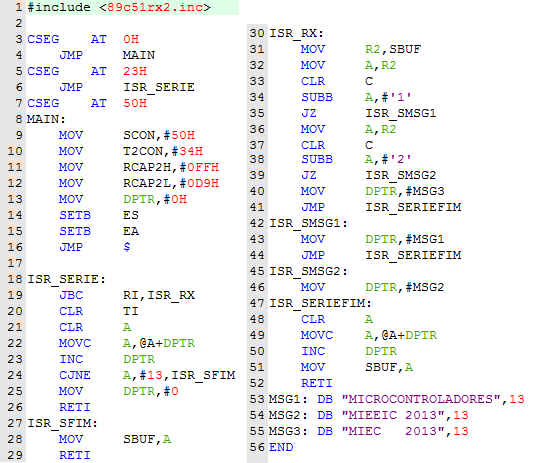 1 #include <89c51rx2.inc>
2
3 CSEG    AT  0H
4     JMP     MAIN
5 CSEG    AT  23H
6     JMP     ISR_SERIE
7 CSEG    AT  50H
8 MAIN:
9     MOV     SCON,#50H
10     MOV     T2CON,#34H
11     MOV     RCAP2H,#0FFH
12     MOV     RCAP2L,#0D9H
13     MOV     DPTR,#0H
14     SETB    ES
15     SETB    EA
16     JMP     $
17
18 ISR_SERIE:
19     JBC     RI,ISR_RX
20     CLR     TI
21     CLR     A
22     MOVC    A,@A+DPTR
23     INC     DPTR
24     CJNE    A,#13,ISR_SFIM
25     MOV     DPTR,#0
26     RETI
27 ISR_SFIM:
28     MOV     SBUF,A
29     RETI
30 ISR_RX:
31     MOV     R2,SBUF
32     MOV     A,R2
33     CLR     C
34     SUBB    A,#'1'
35     JZ      ISR_SMSG1
36     MOV     A,R2
37     CLR     C
38     SUBB    A,#'2'
39     JZ      ISR_SMSG2
40     MOV     DPTR,#MSG3
41     JMP     ISR_SERIEFIM
42 ISR_SMSG1:
43     MOV     DPTR,#MSG1
44     JMP     ISR_SERIEFIM
45 ISR_SMSG2:
46     MOV     DPTR,#MSG2
47 ISR_SERIEFIM:
48     CLR     A
49     MOVC    A,@A+DPTR
50     INC     DPTR
51     MOV     SBUF,A
52     RETI
53 MSG1: DB "MICROCONTROLADORES",13
54 MSG2: DB "MIEEIC 2013",13
55 MSG3: DB "MIEC   2013",13
56 END